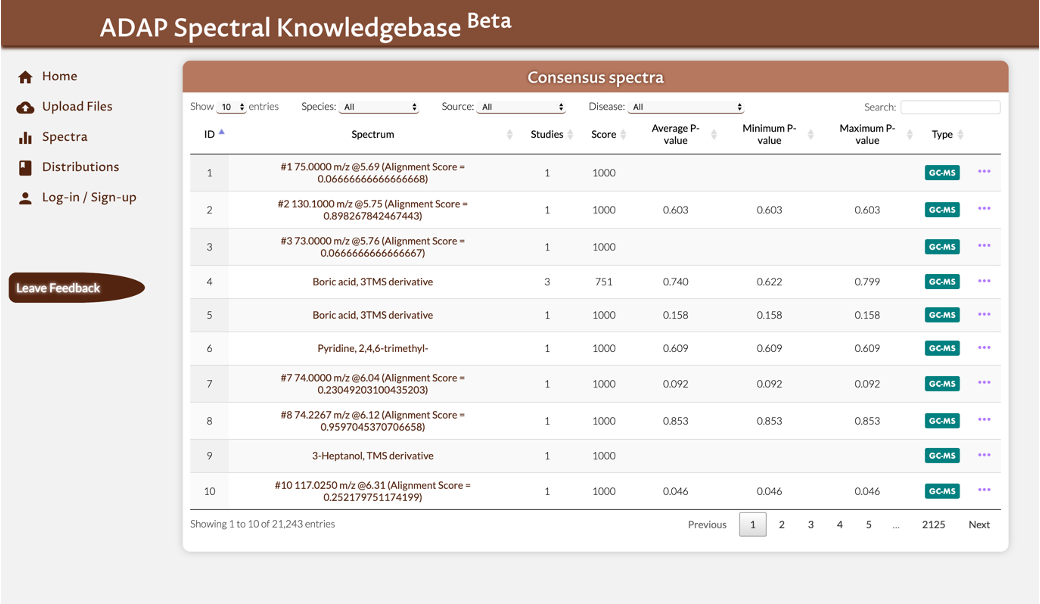 ADAP Spectral Knowledgebase Beta
Home
Upload Files
Spectra
Distributions
Log-in / Sign-up
Leave Feedback
Consensus spectra
Show 10 entries Species: All Source: All Disease: All Search:
ID Spectrum Studies Score Average P-value Minimum P-value Maximum P-value Type
1 #1 75.0000 m/z @5.69 (Alignment Score = 1 1000 GC-MS
0.06666666666666668)
2 #2 130.1000 m/z @5.75 (Alignment Score = 1 1000 0.603 0.603 0.603 GC-MS
0.898267842467443)
3 #3 73.0000 m/z @5.76 (Alignment Score = 1 1000 GC-MS
0.0666666666666667)
4 Boric acid, 3TMS derivative 3 751 0.740 0.622 0.799 GC-MS
5 Boric acid, 3TMS derivative 1 1000 0.158 0.158 0.158 GC-MS
6 Pyridine, 2,4,6-trimethyl- 1 1000 0.609 0.609 0.609 GC-MS
7 #7 74.0000 m/z @6.04 (Alignment Score = 1 1000 0.092 0.092 0.092 GC-MS
0.23049203100435203)
8 #8 74.2267 m/z @6.12 (Alignment Score = 1 1000 0.853 0.853 0.853 GC-MS
0.9597045370706658)
9 3-Heptanol, TMS derivative 1 1000 GC-MS
10 #10 117.0250 m/z @6.31 (Alignment Score = 1 1000 0.046 0.046 0.046 GC-MS
0.252179751174199)
Showing 1 to 10 of 21,243 entries Previous 1 2 3 4 5 ... 2125 Next